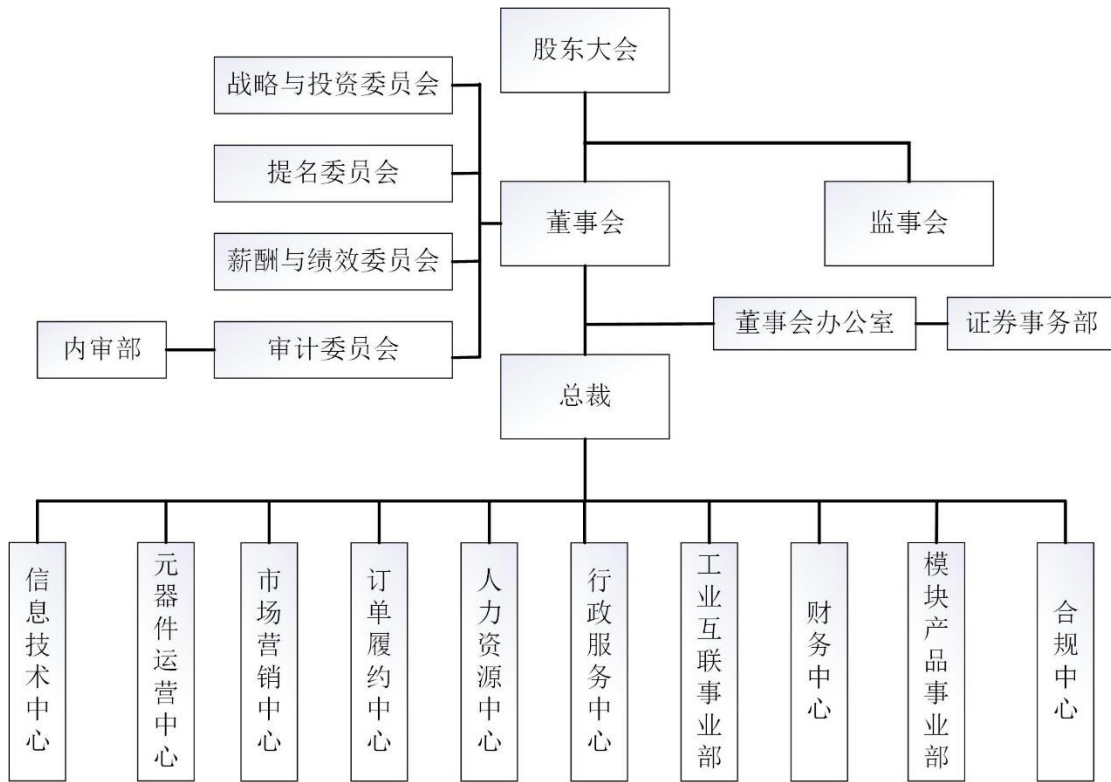 股东大会
战略与投资委员会
提名委员会
董事会
监事会
薪酬与绩效委员会
董事会办公室
证券事务部
内审部
审计委员会
总裁
信息技术中心
元器件运营中心
市场营销中心
订单履约中心
人力资源中心
行政服务中心
工业互联事业部
财务中心
模块产品事业部
合规中心